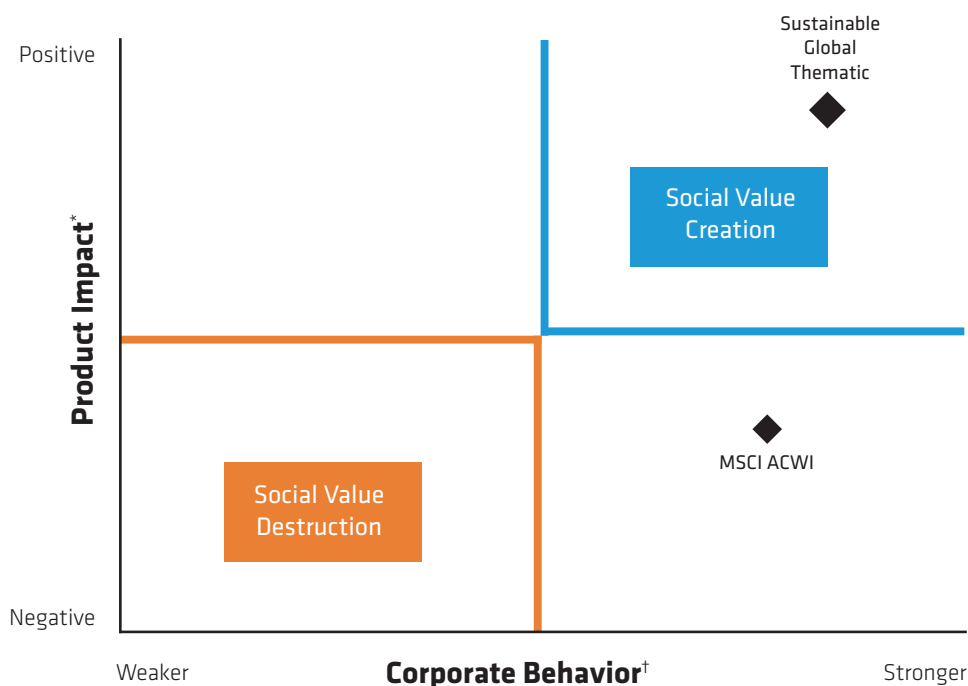 Sustainable
Global
Thematic
Positive
Social Value
Creation
Product Impact*
MSCI ACWI
Social Value
Destruction
Negative
Weaker
Corporate Behavior†
Stronger